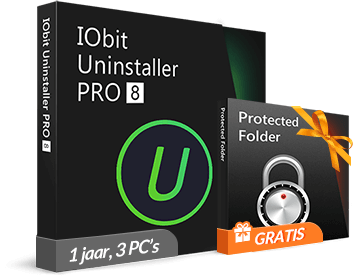 IObit
Uninstaller
PRO 8
IObit Uninstaller PRO 8
U
1 jaar, 3 PC's
Protected
Folder
Protected Folder
GRATIS